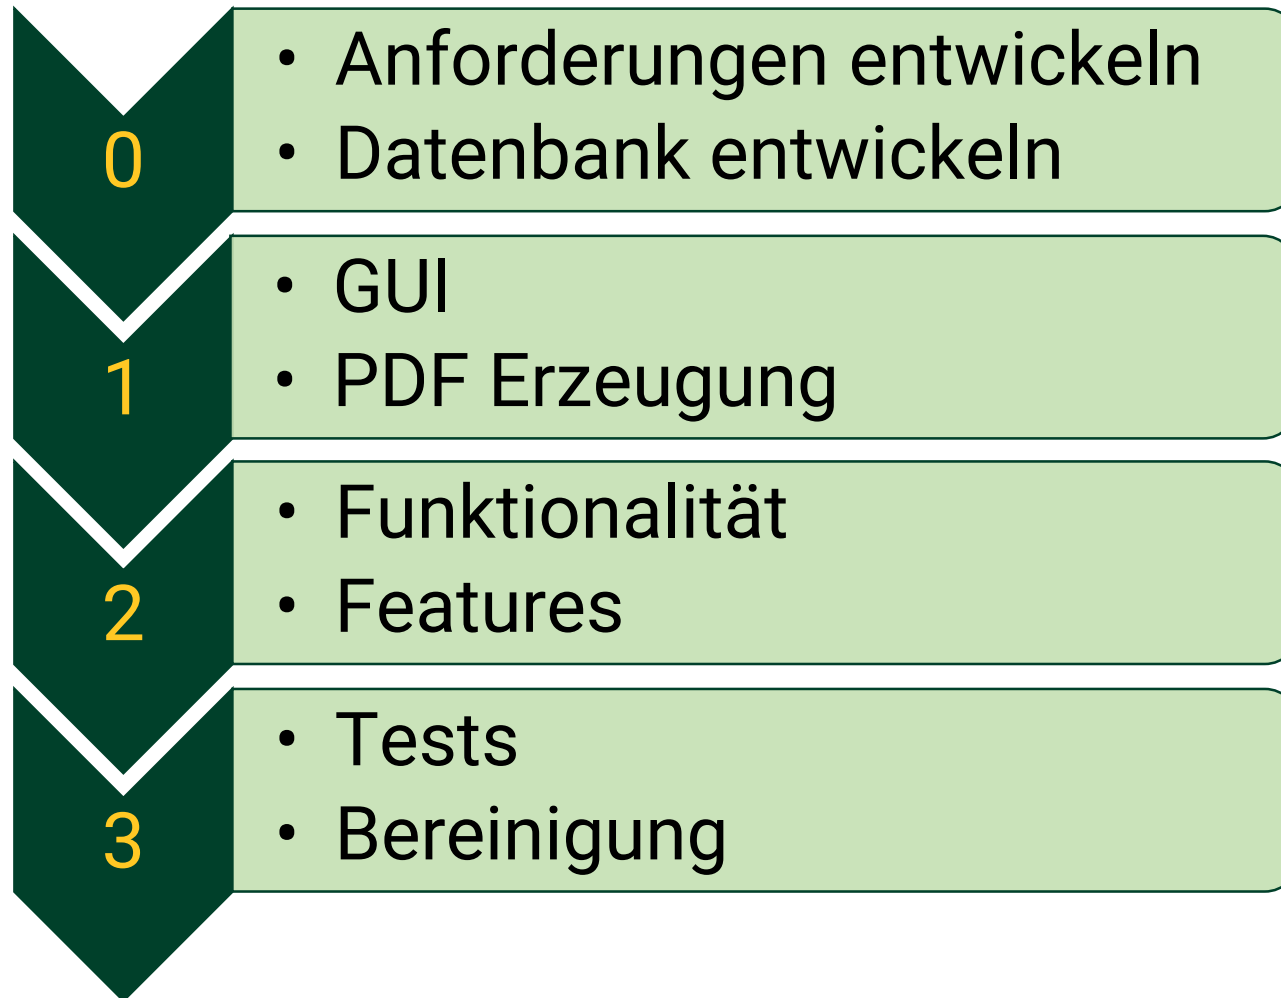 0
• Anforderungen entwickeln
• Datenbank entwickeln
1
• GUI
• PDF Erzeugung
2
• Funktionalität
• Features
3
• Tests
• Bereinigung